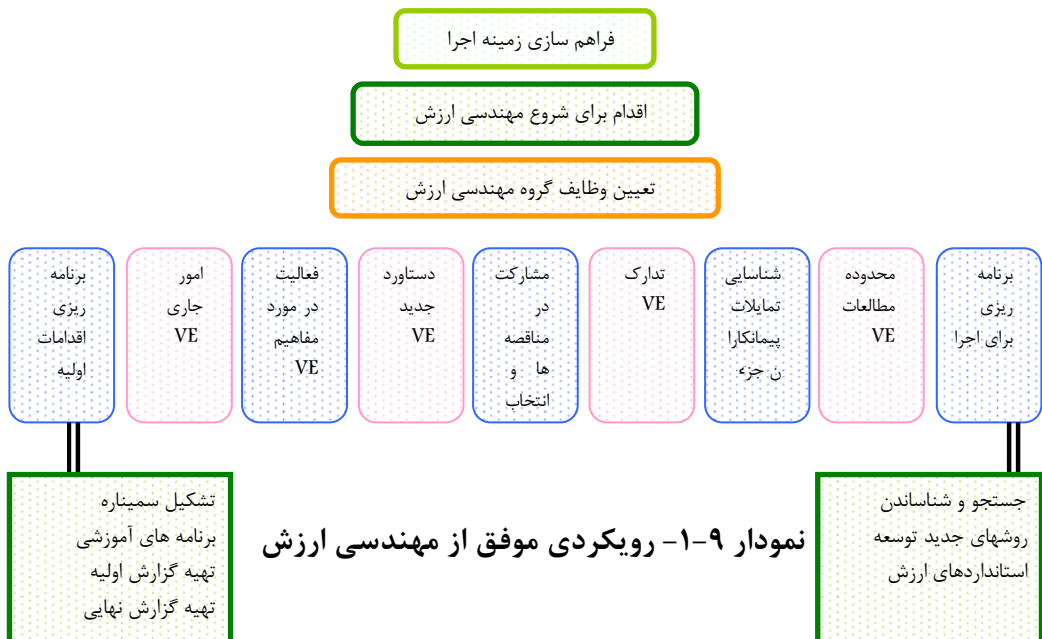 فراهم سازی زمینه اجرا
اقدام برای شروع مهندسی ارزش
تعیین وظایف گروه مهندسی ارزش
برنامه
ریزی
برای اجرا
محدوده
مطالعات
VE
شناسایی
تمایلات
پیمانکارا
ن جزء
تدارک
VE
مشارکت
در
مناقصه
ها و
انتخاب
دستاورد
جدید
VE
فعالیت
در مورد
مفاهیم
VE
امور
جاری
VE
برنامه
ریزی
اقدامات
اولیه
جستجو و شناساندن
روشهای جدید توسعه
استانداردهای ارزش
نمودار ۹-۱- رویکردی موفق از مهندسی ارزش
تشکیل سمیناره
برنامه های آموزشی
تهیه گزارش اولیه
تهیه گزارش نهایی